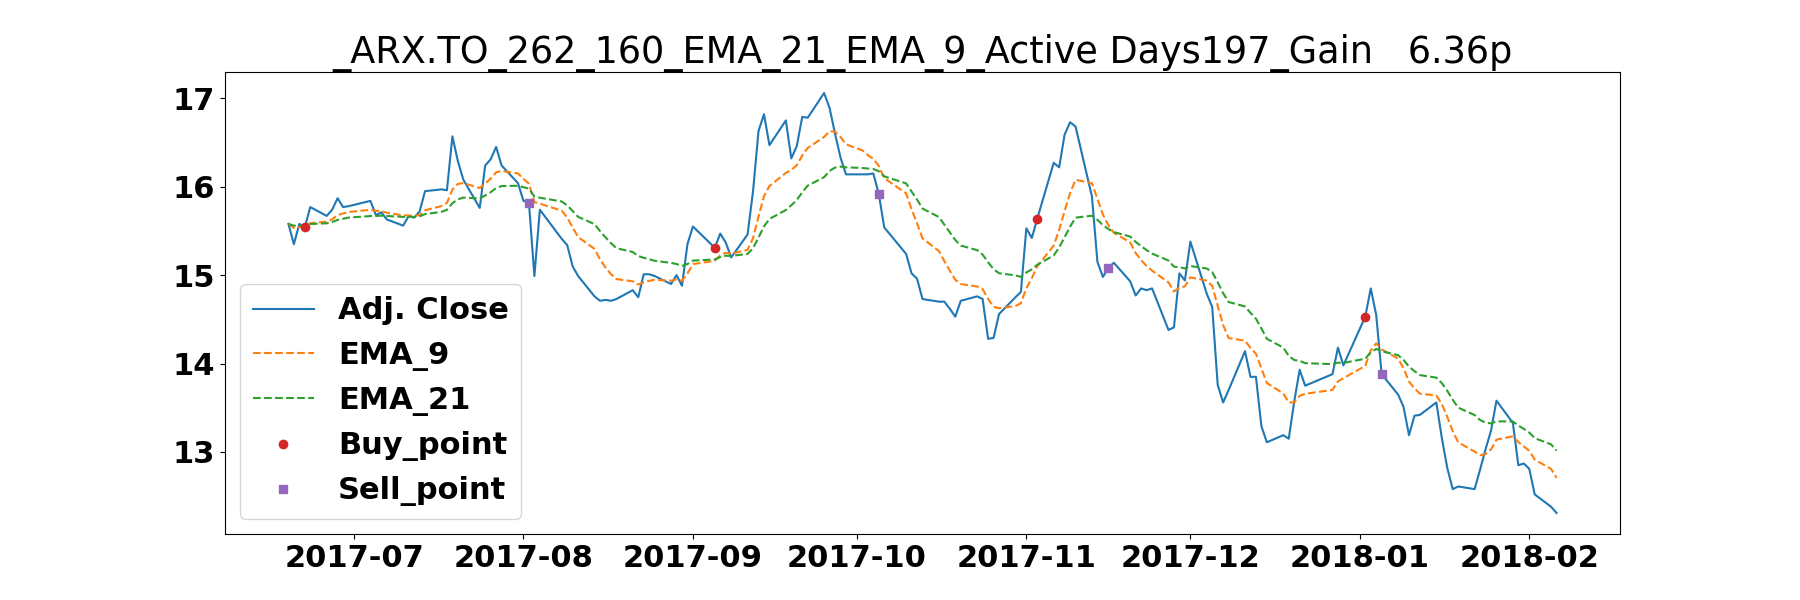 _ARX.TO_262_160_EMA_21_EMA_9_Active Days197_Gain   6.36p
17
16
15
14
13
Adj. Close
EMA_9
EMA_21
Buy_point
Sell_point
2017-07 2017-08 2017-09 2017-10 2017-11 2017-12 2018-01 2018-02